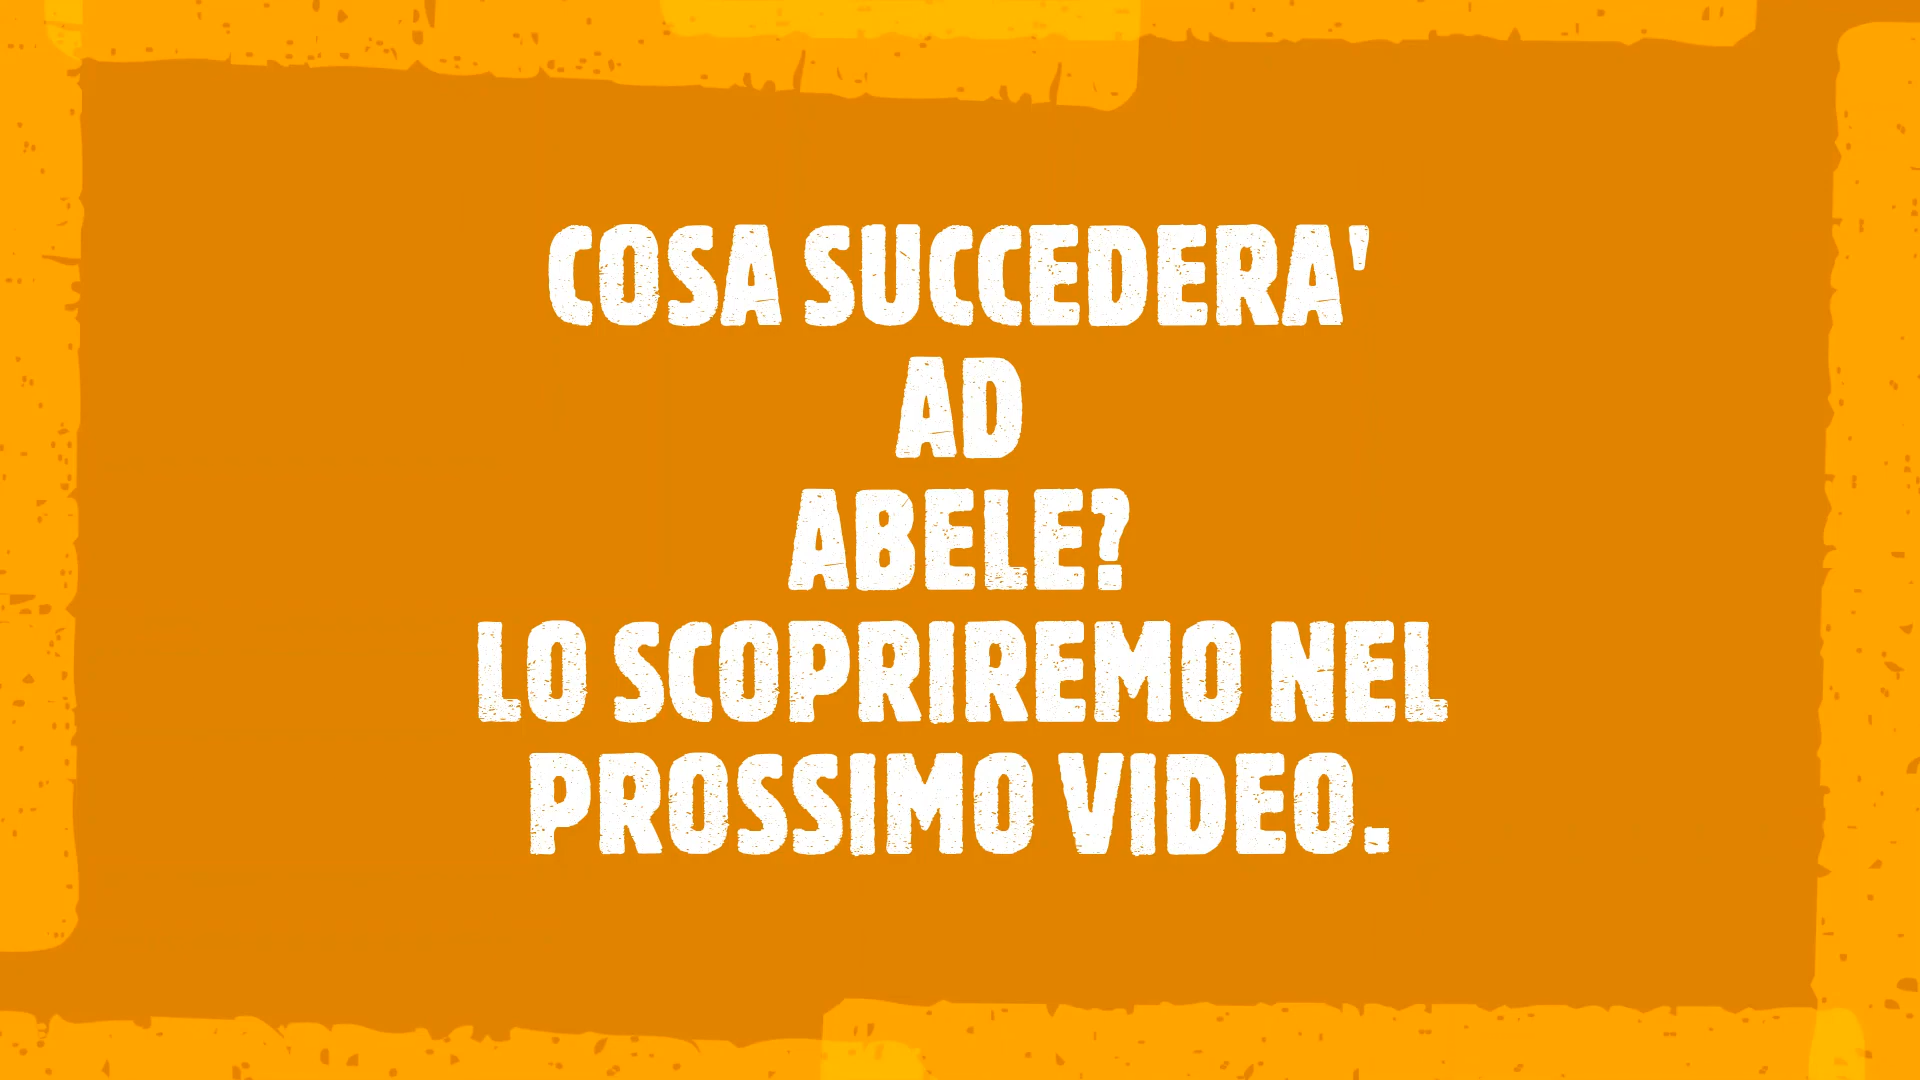 COSA SUCCEDERA'
AD
ABELE?
LO SCOPRIREMO NEL
PROSSIMO VIDEO.